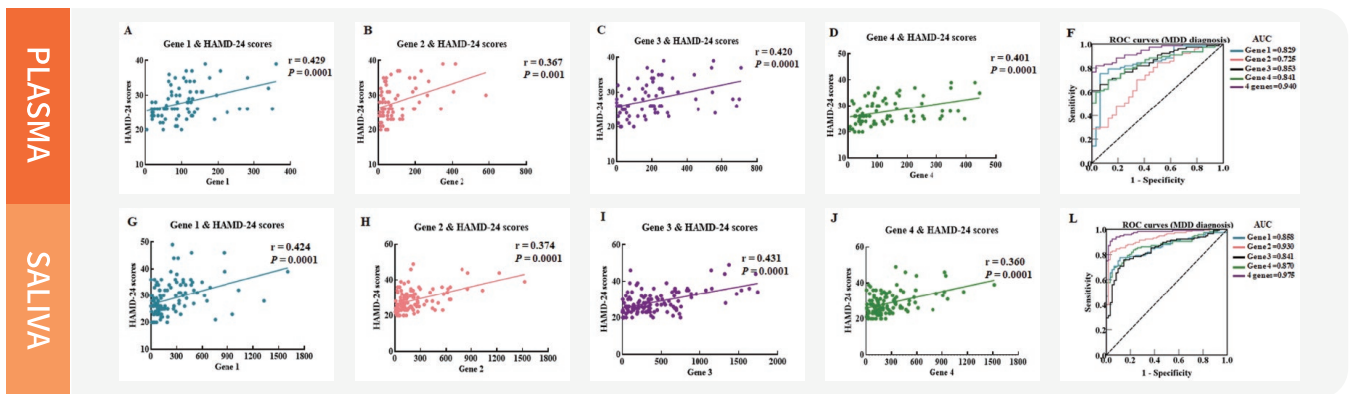 PLASMA
A
Gene 1 & HAMD-24 scores
r = 0.429
P = 0.0001
HAMD-24 scores
40
30
20
10
0 100 200 300 400
Gene 1
B
Gene 2 & HAMD-24 scores
r = 0.367
P = 0.001
HAMD-24 scores
40
30
20
10
0 200 400 600 800
Gene 2
C
Gene 3 & HAMD-24 scores
r = 0.420
P = 0.0001
HAMD-24 scores
40
30
20
10
0 200 400 600 800
Gene 3
D
Gene 4 & HAMD-24 scores
r = 0.401
P = 0.0001
HAMD-24 scores
50
40
30
20
10
0 100 200 300 400 500
Gene 4
F
ROC curves (MDD diagnosis)
AUC
Gene 1 =0.829
Gene 2 =0.725
Gene 3 =0.853
Gene 4 =0.841
4 genes=0.940
Sensitivity
1.0
0.8
0.6
0.4
0.2
0.0
0.2 0.4 0.6 0.8 1.0
1 - Specificity
SALIVA
G
Gene 1 & HAMD-24 scores
r = 0.424
P = 0.0001
HAMD-24 scores
50
40
30
20
10
0 300 600 900 1200 1500 1800
Gene 1
H
Gene 2 & HAMD-24 scores
r = 0.374
P = 0.0001
HAMD-24 scores
60
40
20
0
0 300 600 900 1200 1500 1800
Gene 2
I
Gene 3 & HAMD-24 scores
r = 0.431
P = 0.0001
HAMD-24 scores
60
40
20
0
0 500 1000 1500 2000
Gene 3
J
Gene 4 & HAMD-24 scores
r = 0.360
P = 0.0001
HAMD-24 scores
60
40
20
0
0 300 600 900 1200 1500 1800
Gene 4
L
ROC curves (MDD diagnosis)
AUC
Gene 1 =0.858
Gene 2 =0.930
Gene 3 =0.841
Gene 4 =0.870
4 genes=0.975
Sensitivity
1.0
0.8
0.6
0.4
0.2
0.0
0.2 0.4 0.6 0.8 1.0
1 - Specificity